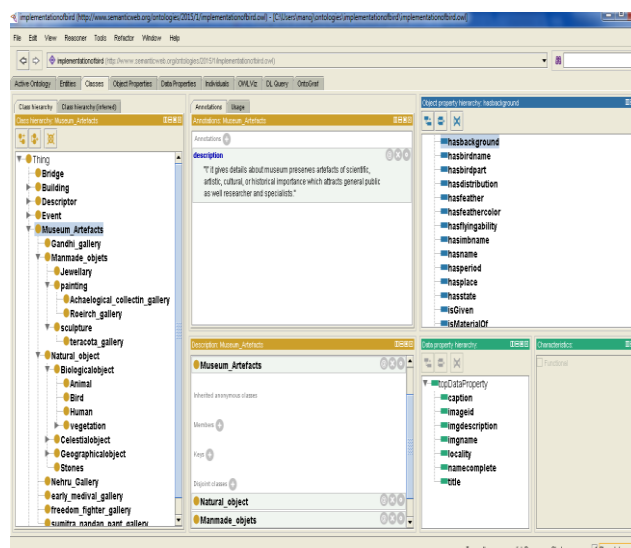 implementationofbird (http://www.semanticweb.org/ontologies/2015/1/implementationofbird.owl) - [C:\Users\manoj\ontologies\implementationofbird\implementationofbird.owl]
File Edit View Reasoner Tools Refactor Window Help
implementationofbird (http://www.semanticweb.org/ontologies/2015/1/implementationofbird.owl)
Active Ontology Entities Classes Object Properties Data Properties Individuals OWLViz DL Query OntoGraf
Class hierarchy Class hierarchy (inferred)
Class hierarchy: Museum_Artefacts
Thing
Bridge
Building
Descriptor
Event
Museum_Artefacts
Gandhi_gallery
Manmade_objets
Jewellary
painting
Achaelogical_collectin_gallery
Roeirch_gallery
sculpture
teracota_gallery
Natural_object
Biologicalobject
Animal
Bird
Human
vegetation
Celestialobject
Geographicalobject
Stones
Nehru_Gallery
early_medival_gallery
freedom_fighter_gallery
sumitra_nandan_pant_gallery
Annotations Usage
Annotations: Museum_Artefacts
Annotations
description
"I' it gives details about museum preserves artefacts of scientific,
artistic, cultural, or historical importance which attracts general public
as well researcher and specialists."
Description: Museum_Artefacts
Museum_Artefacts
Inherited anonymous classes
Members
Keys
Disjoint classes
Natural_object
Manmade_objets
Object property hierarchy: hasbackground
hasbackground
hasbirdname
hasbirdpart
hasdistribution
hasfeather
hasfeathercolor
hasflyingability
hasimbname
hasname
hasperiod
hasplace
hasstate
isGiven
isMaterialOf
Data property hierarchy:
topDataProperty
caption
imageid
imgdescription
imgname
locality
namecomplete
title
Characteristics:
Functional